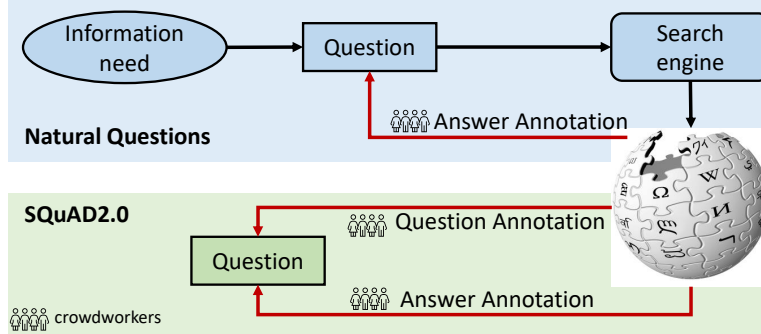 Information
need
Question
Search
engine
Answer Annotation
Natural Questions
SQuAD2.0
Question Annotation
Question
Answer Annotation
crowdworkers
Ω
W
И